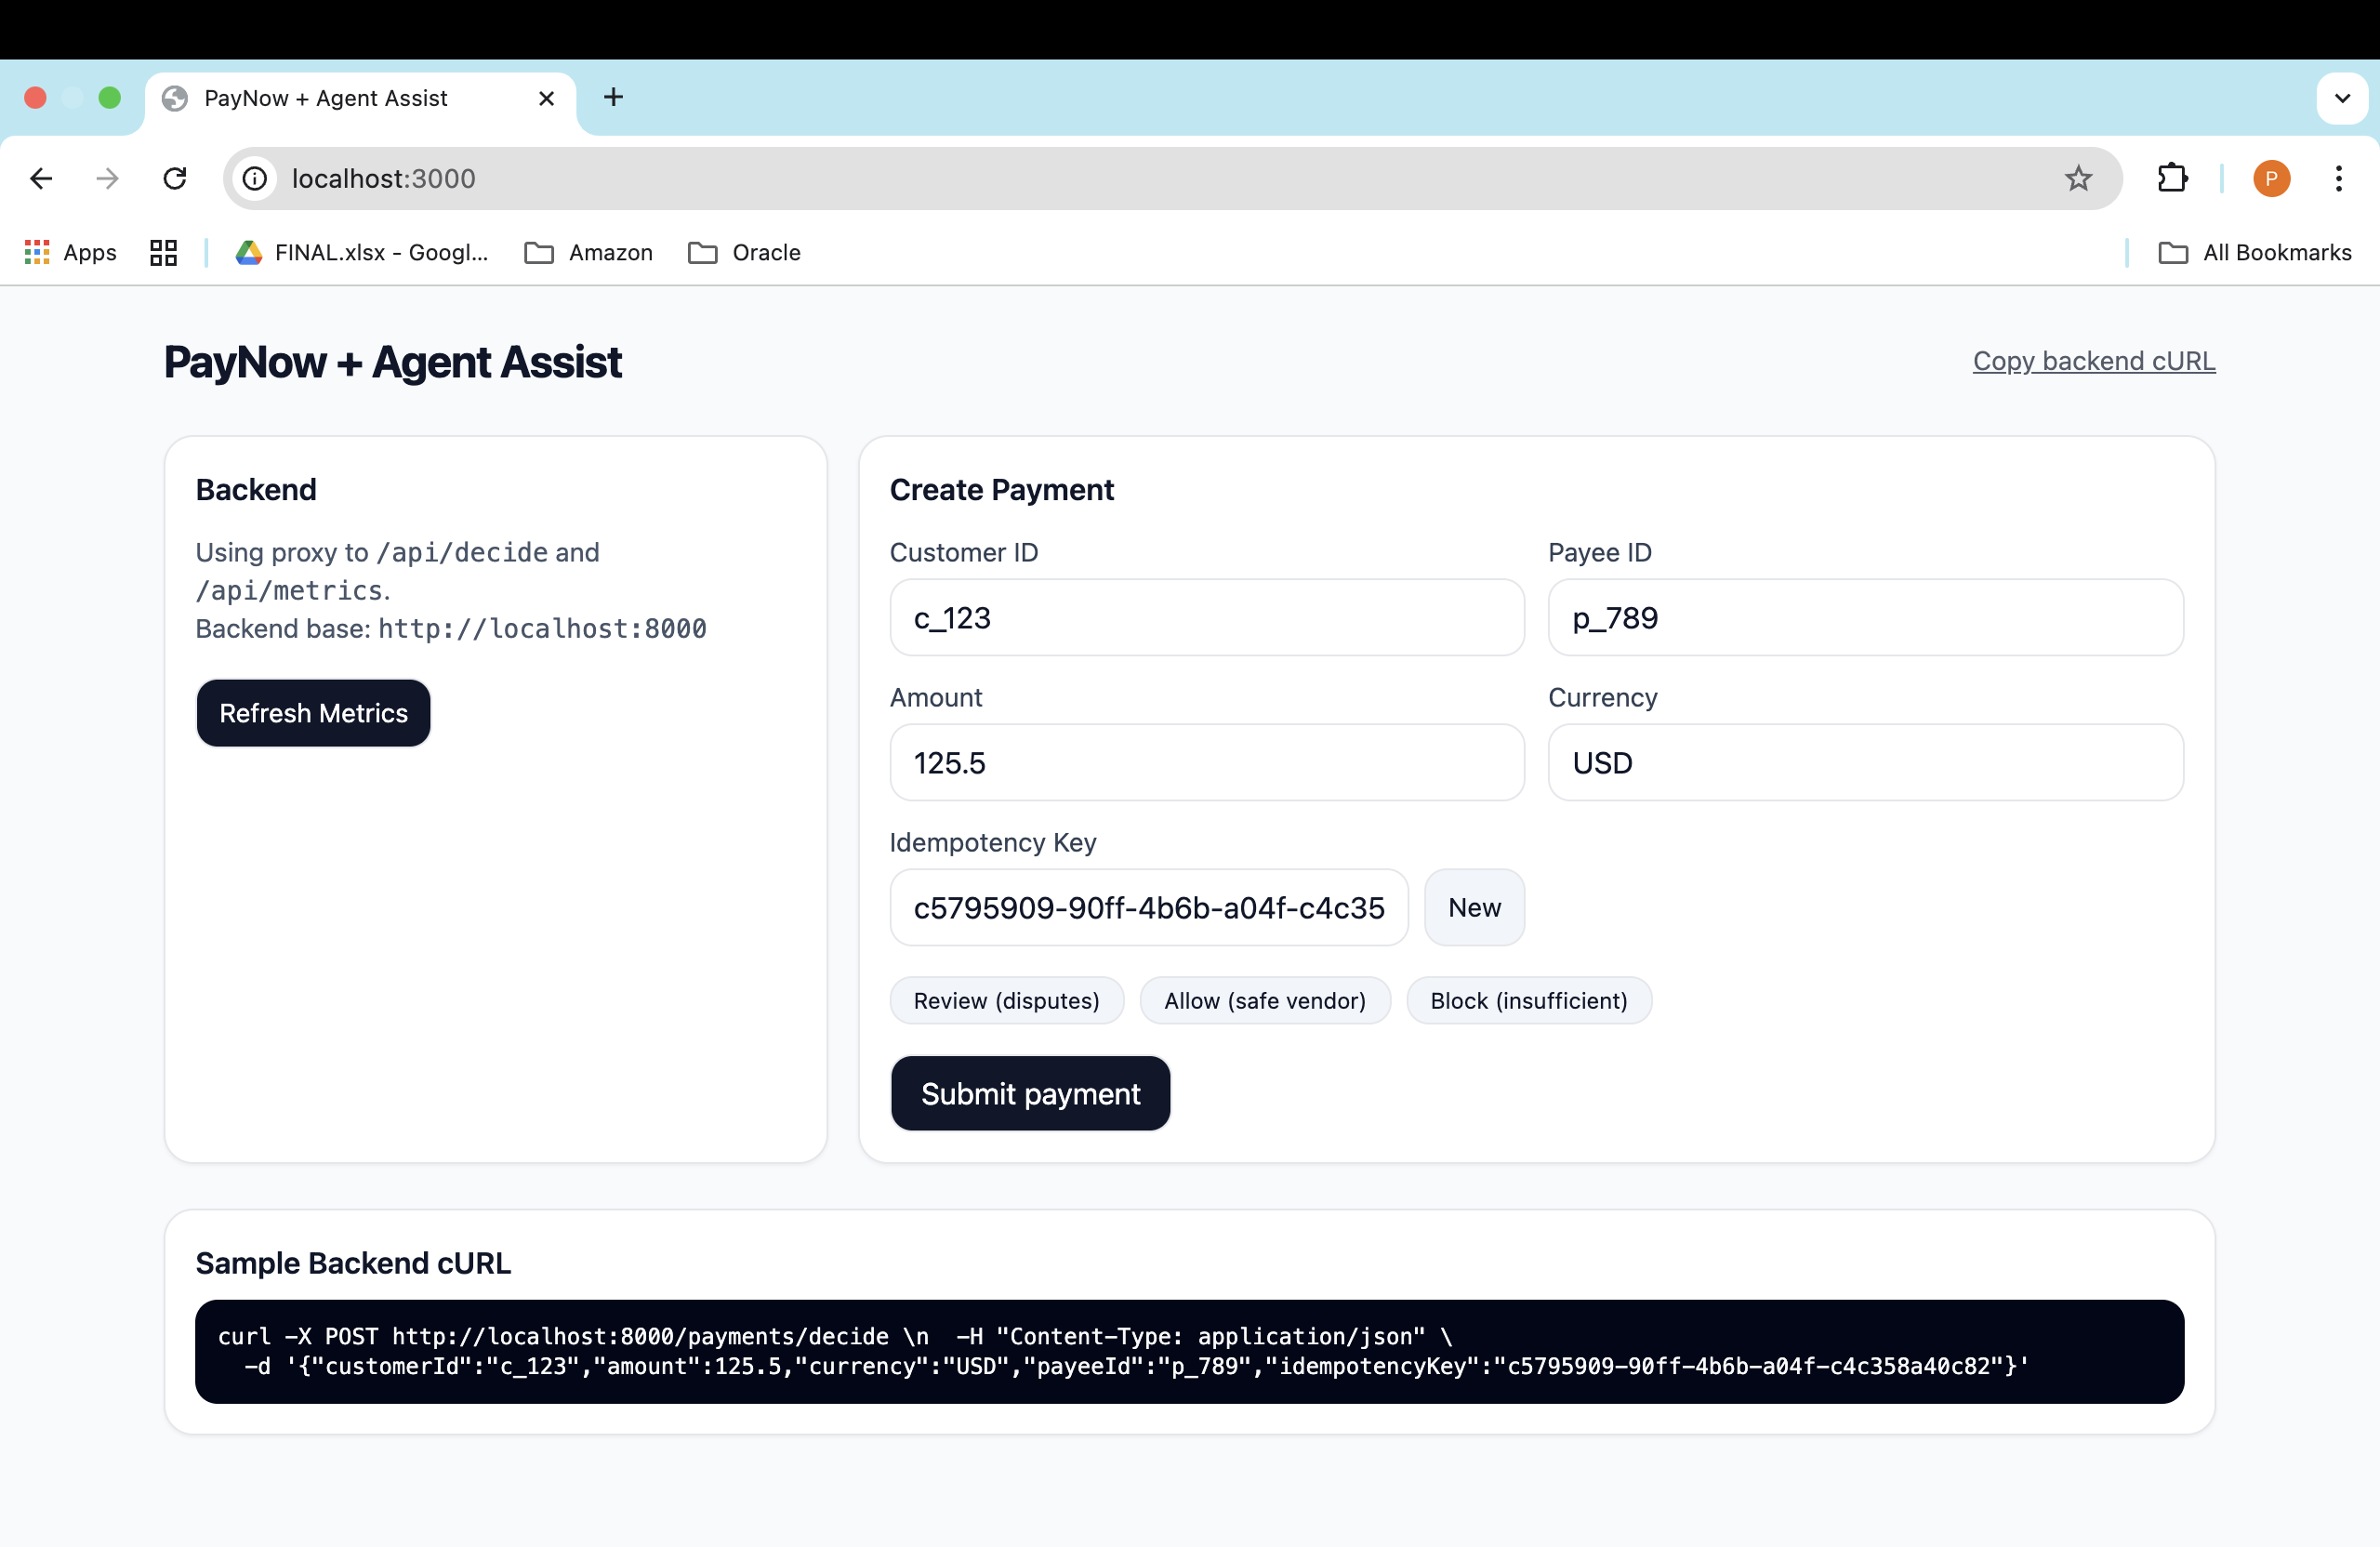 PayNow + Agent Assist
localhost:3000
P
Apps
FINAL.xlsx - Googl...
Amazon
Oracle
All Bookmarks
PayNow + Agent Assist
Copy backend cURL
Backend
Using proxy to /api/decide and
/api/metrics.
Backend base: http://localhost:8000
Refresh Metrics
Create Payment
Customer ID
Payee ID
c_123
p_789
Amount
Currency
125.5
USD
Idempotency Key
c5795909-90ff-4b6b-a04f-c4c35
New
Review (disputes)
Allow (safe vendor)
Block (insufficient)
Submit payment
Sample Backend cURL
curl -X POST http://localhost:8000/payments/decide \n  -H "Content-Type: application/json" \
  -d '{"customerId":"c_123","amount":125.5,"currency":"USD","payeeId":"p_789","idempotencyKey":"c5795909-90ff-4b6b-a04f-c4c358a40c82"}'